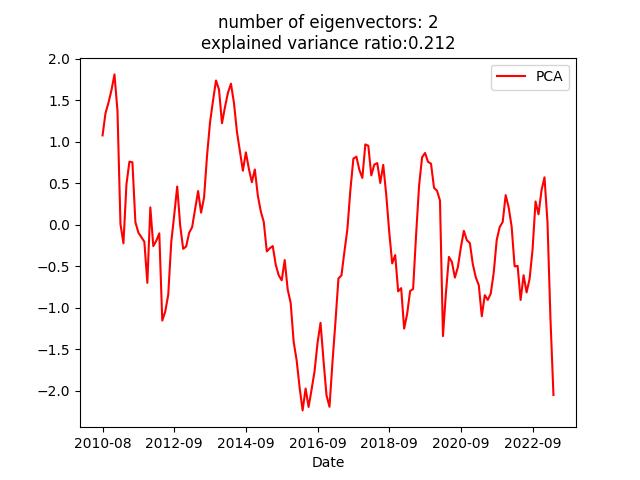 number of eigenvectors: 2
explained variance ratio:0.212
PCA
2.0
1.5
1.0
0.5
0.0
−0.5
−1.0
−1.5
−2.0
2010-08 2012-09 2014-09 2016-09 2018-09 2020-09 2022-09
Date